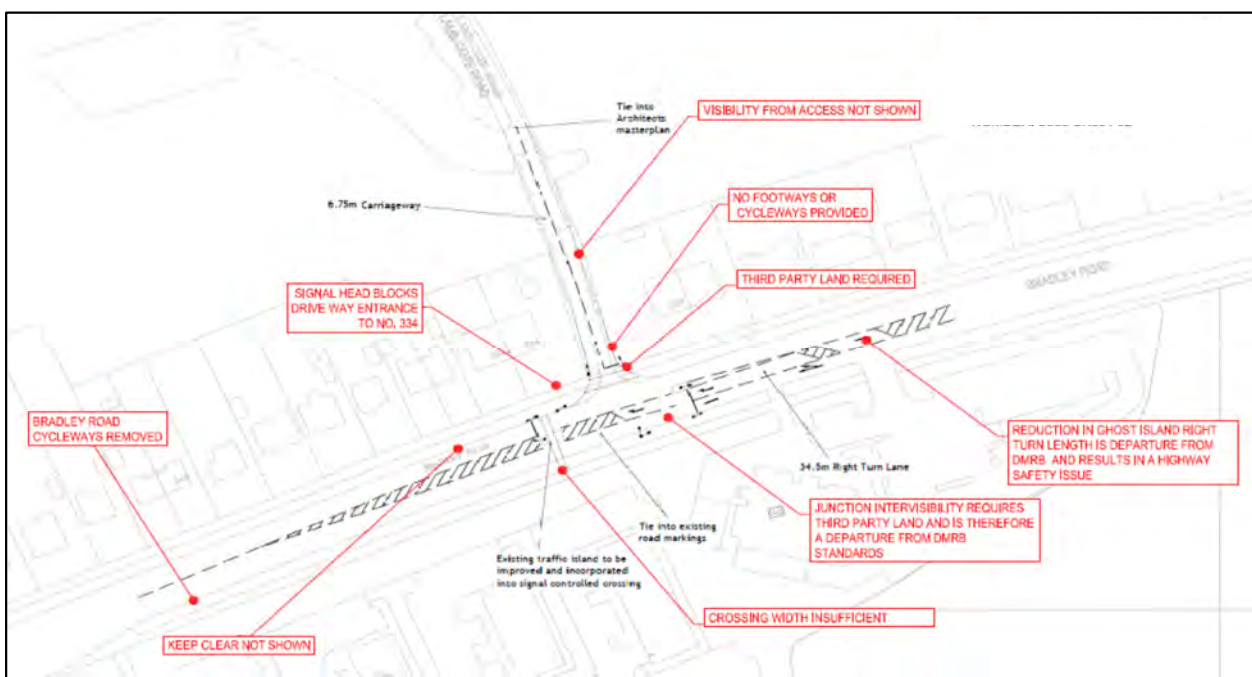 Tie into
Architects
masterplan
VISIBILITY FROM ACCESS NOT SHOWN
6.75m Carriageway
NO FOOTWAYS OR
CYCLEWAYS PROVIDED
THIRD PARTY LAND REQUIRED
BRADLEY ROAD
SIGNAL HEAD BLOCKS
DRIVE WAY ENTRANCE
TO NO. 334
BRADLEY ROAD
CYCLEWAYS REMOVED
REDUCTION IN GHOST ISLAND RIGHT
TURN LENGTH IS DEPARTURE FROM
DMRB AND RESULTS IN A HIGHWAY
SAFETY ISSUE
34.5m Right Turn Lane
JUNCTION INTERVISIBILITY REQUIRES
THIRD PARTY LAND AND IS THEREFORE
A DEPARTURE FROM DMRB
STANDARDS
Tie into existing
road markings
Existing traffic island to be
improved and incorporated
into signal controlled crossing
CROSSING WIDTH INSUFFICIENT
KEEP CLEAR NOT SHOWN